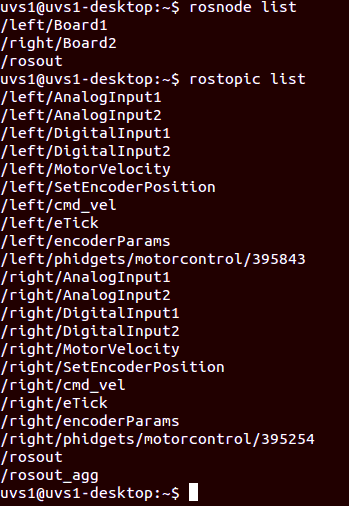 uvs1@uvs1-desktop:~$ rosnode list
/left/Board1
/right/Board2
/rosout
uvs1@uvs1-desktop:~$ rostopic list
/left/AnalogInput1
/left/AnalogInput2
/left/DigitalInput1
/left/DigitalInput2
/left/MotorVelocity
/left/SetEncoderPosition
/left/cmd_vel
/left/eTick
/left/encoderParams
/left/phidgets/motorcontrol/395843
/right/AnalogInput1
/right/AnalogInput2
/right/DigitalInput1
/right/DigitalInput2
/right/MotorVelocity
/right/SetEncoderPosition
/right/cmd_vel
/right/eTick
/right/encoderParams
/right/phidgets/motorcontrol/395254
/rosout
/rosout_agg
uvs1@uvs1-desktop:~$